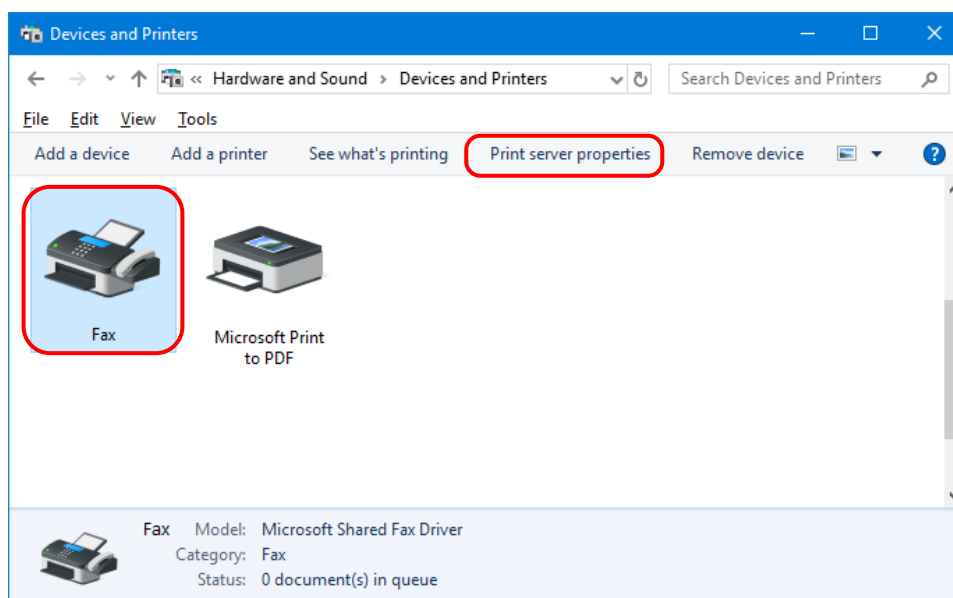 Devices and Printers
« Hardware and Sound › Devices and Printers
Search Devices and Printers
File Edit View Tools
Add a device Add a printer See what's printing Print server properties Remove device ?
Fax
Microsoft Print
to PDF
Fax Model: Microsoft Shared Fax Driver
Category: Fax
Status: 0 document(s) in queue